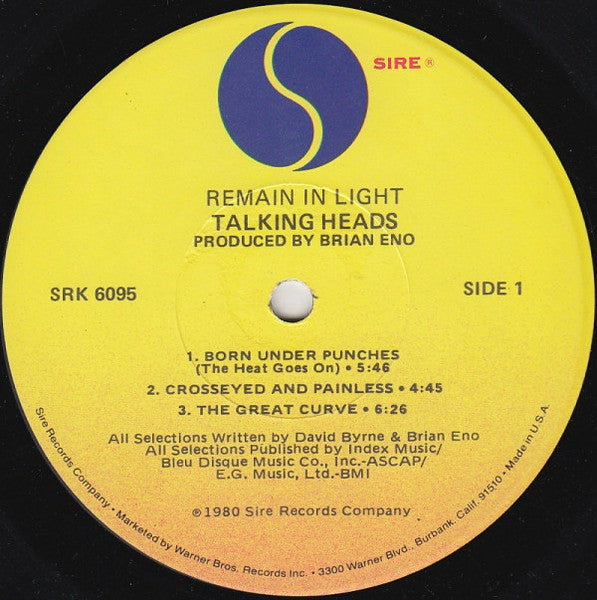 SIRE ®
REMAIN IN LIGHT
TALKING HEADS
PRODUCED BY BRIAN ENO
SRK 6095
SIDE 1
1. BORN UNDER PUNCHES
(The Heat Goes On) • 5:46
2. CROSSEYED AND PAINLESS • 4:45
3. THE GREAT CURVE • 6:26
All Selections Written by David Byrne & Brian Eno
All Selections Published by Index Music/
Bleu Disque Music Co., Inc.-ASCAP/
E.G. Music, Ltd.-BMI
℗1980 Sire Records Company
Sire Records Company • Marketed by Warner Bros. Records Inc. • 3300 Warner Blvd., Burbank, Calif. 91510 • Made in U.S.A.